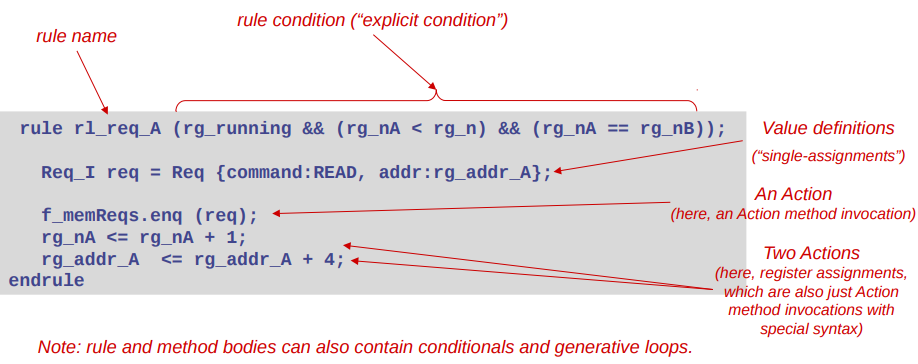 rule condition (“explicit condition”)
rule name
rule rl_req_A (rg_running && (rg_nA < rg_n) && (rg_nA == rg_nB));
Value definitions
(“single-assignments”)
Req_I req = Req {command:READ, addr:rg_addr_A};
An Action
(here, an Action method invocation)
f_memReqs.enq (req);
rg_nA <= rg_nA + 1;
rg_addr_A <= rg_addr_A + 4;
endrule
Two Actions
(here, register assignments,
which are also just Action
method invocations with
special syntax)
Note: rule and method bodies can also contain conditionals and generative loops.